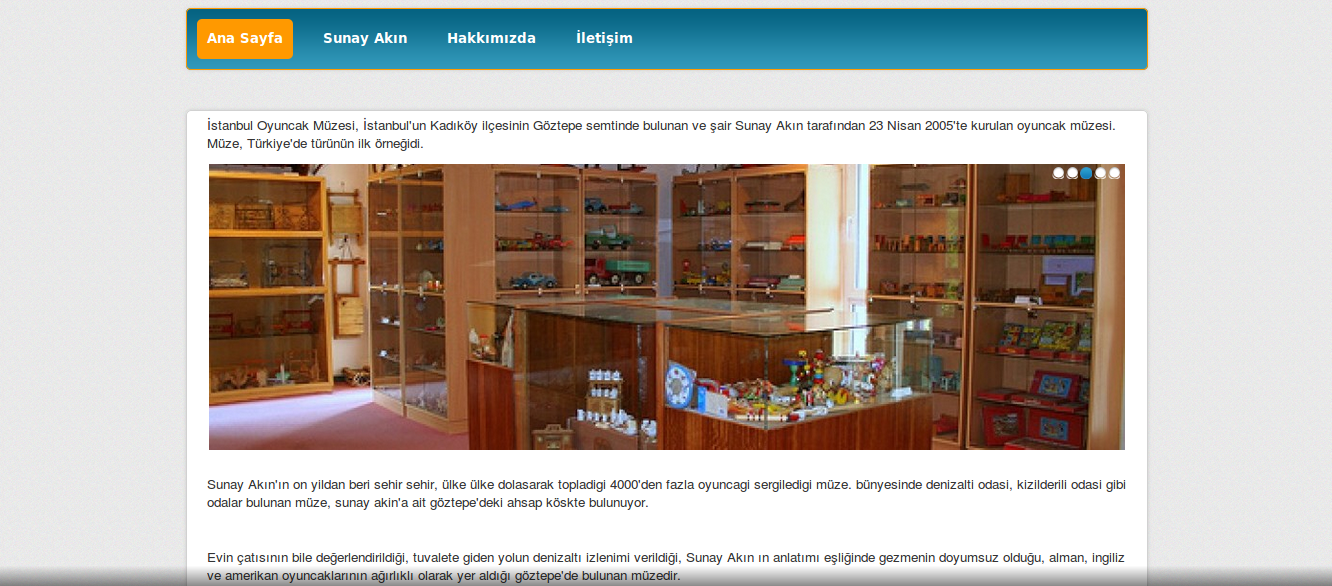 Ana Sayfa Sunay Akın Hakkımızda İletişim
İstanbul Oyuncak Müzesi, İstanbul'un Kadıköy ilçesinin Göztepe semtinde bulunan ve şair Sunay Akın tarafından 23 Nisan 2005'te kurulan oyuncak müzesi.
Müze, Türkiye'de türünün ilk örneğidi.
Sunay Akın'ın on yildan beri sehir sehir, ülke ülke dolasarak topladigi 4000'den fazla oyuncagi sergiledigi müze. bünyesinde denizalti odasi, kizilderili odasi gibi
odalar bulunan müze, sunay akin'a ait göztepe'deki ahsap köskte bulunuyor.
Evin çatısının bile değerlendirildiği, tuvalete giden yolun denizaltı izlenimi verildiği, Sunay Akın ın anlatımı eşliğinde gezmenin doyumsuz olduğu, alman, ingiliz
ve amerikan oyuncaklarının ağırlıklı olarak yer aldığı göztepe'de bulunan müzedir.